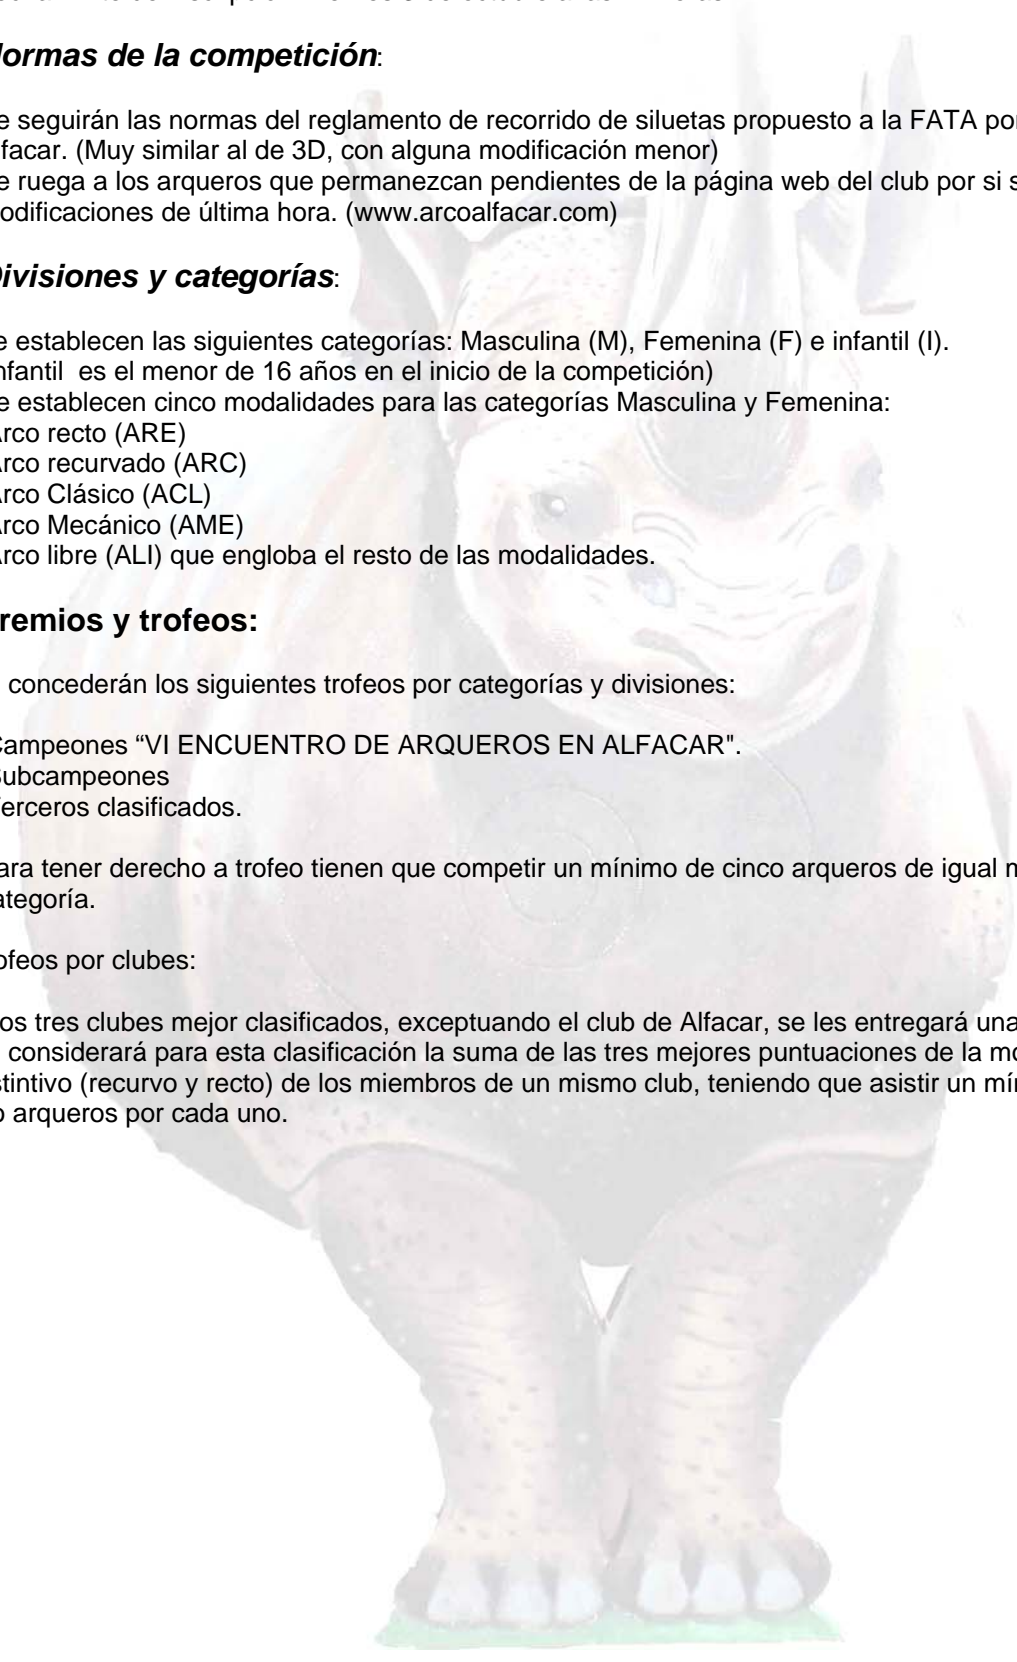 ormas de la competición:
e seguirán las normas del reglamento de recorrido de siluetas propuesto a la FATA por
facar. (Muy similar al de 3D, con alguna modificación menor)
e ruega a los arqueros que permanezcan pendientes de la página web del club por si s
odificaciones de última hora. (www.arcoalfacar.com)
ivisiones y categorías:
e establecen las siguientes categorías: Masculina (M), Femenina (F) e infantil (I).
nfantil es el menor de 16 años en el inicio de la competición)
e establecen cinco modalidades para las categorías Masculina y Femenina:
Arco recto (ARE)
Arco recurvado (ARC)
Arco Clásico (ACL)
Arco Mecánico (AME)
Arco libre (ALI) que engloba el resto de las modalidades.
remios y trofeos:
concederán los siguientes trofeos por categorías y divisiones:
Campeones “VI ENCUENTRO DE ARQUEROS EN ALFACAR".
Subcampeones
Terceros clasificados.
ara tener derecho a trofeo tienen que competir un mínimo de cinco arqueros de igual m
ategoría.
ofeos por clubes:
os tres clubes mejor clasificados, exceptuando el club de Alfacar, se les entregará una
considerará para esta clasificación la suma de las tres mejores puntuaciones de la mo
stintivo (recurvo y recto) de los miembros de un mismo club, teniendo que asistir un mín
o arqueros por cada uno.